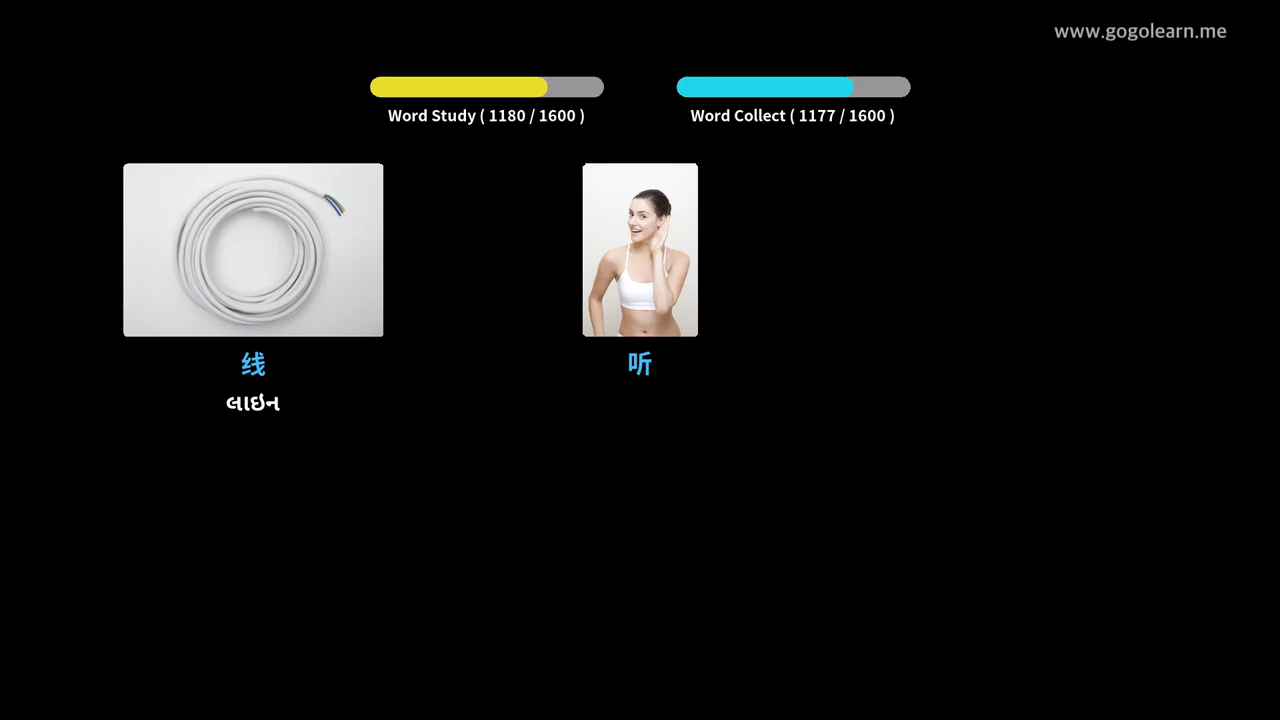 www.gogolearn.me
Word Study ( 1180 / 1600 )
Word Collect ( 1177 / 1600 )
线
લાઇન
听